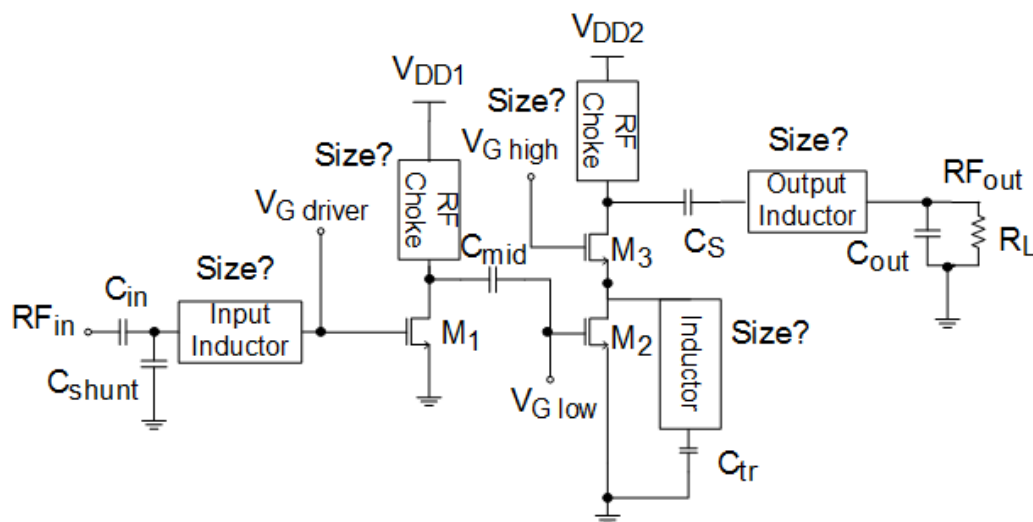 VDD2
VDD1
Size?
RF Choke
VG high
Size?
RF Choke
Size?
Output Inductor
RFout
VG driver
Cmid
CS
Cout
RL
M3
Size?
Cin
RFin
Input Inductor
M1
M2
Inductor
Size?
Cshunt
VG low
Ctr